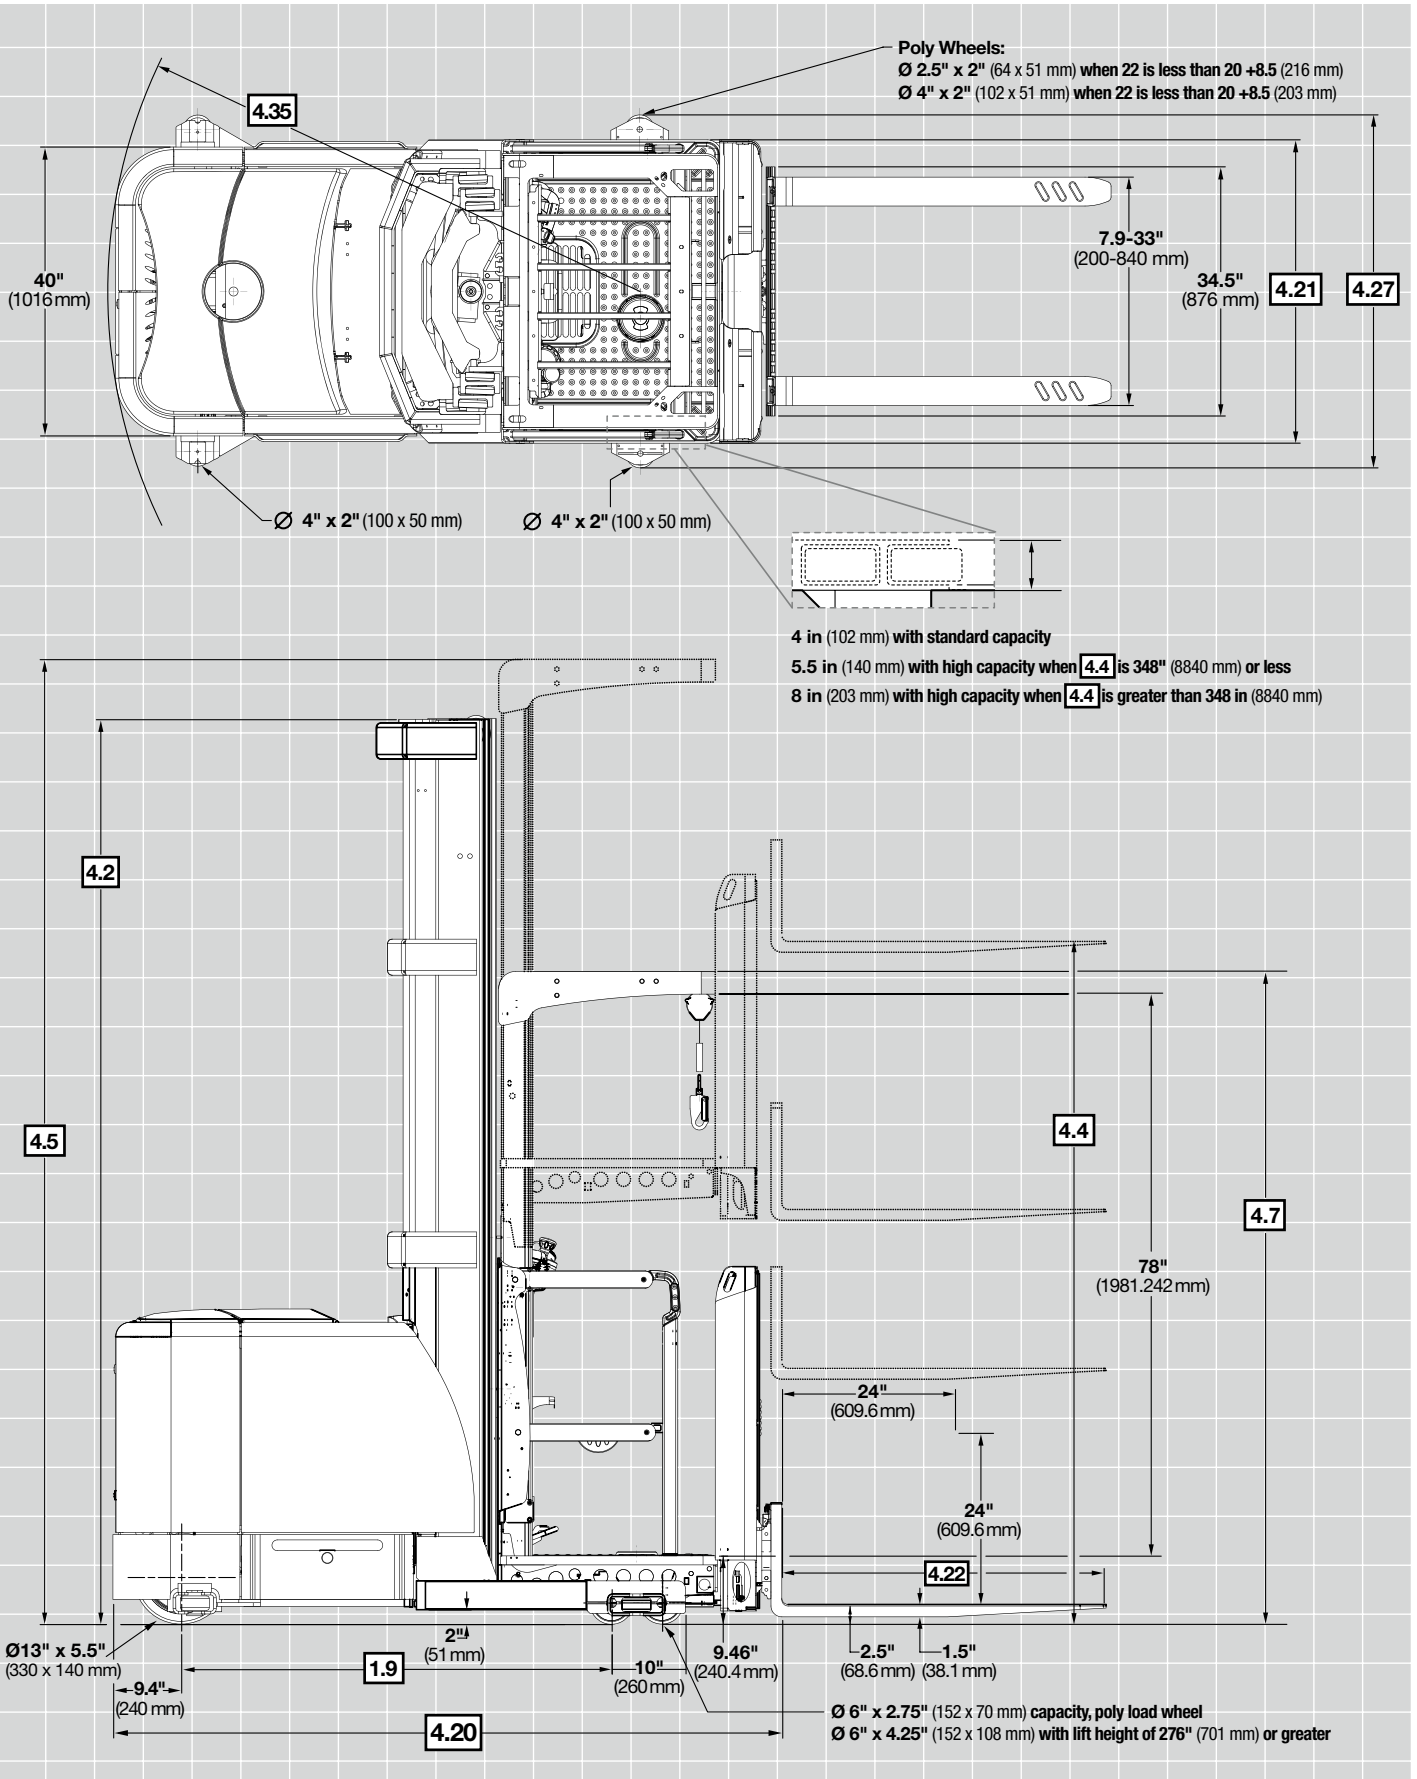 Poly Wheels:
Ø 2.5" x 2" (64 x 51 mm) when 22 is less than 20 +8.5 (216 mm)
Ø 4" x 2" (102 x 51 mm) when 22 is less than 20 +8.5 (203 mm)
4.35
40"
(1016 mm)
7.9-33"
(200-840 mm)
34.5"
(876 mm)
4.21
4.27
Ø 4" x 2" (100 x 50 mm)
Ø 4" x 2" (100 x 50 mm)
4 in (102 mm) with standard capacity
5.5 in (140 mm) with high capacity when 4.4 is 348" (8840 mm) or less
8 in (203 mm) with high capacity when 4.4 is greater than 348 in (8840 mm)
4.2
4.5
4.4
4.7
78"
(1981.242 mm)
24"
(609.6 mm)
24"
(609.6 mm)
4.22
Ø13" x 5.5"
(330 x 140 mm)
9.4"
(240 mm)
1.9
2"
(51 mm)
10"
(260 mm)
9.46"
(240.4 mm)
2.5"
(68.6 mm)
1.5"
(38.1 mm)
4.20
Ø 6" x 2.75" (152 x 70 mm) capacity, poly load wheel
Ø 6" x 4.25" (152 x 108 mm) with lift height of 276" (701 mm) or greater